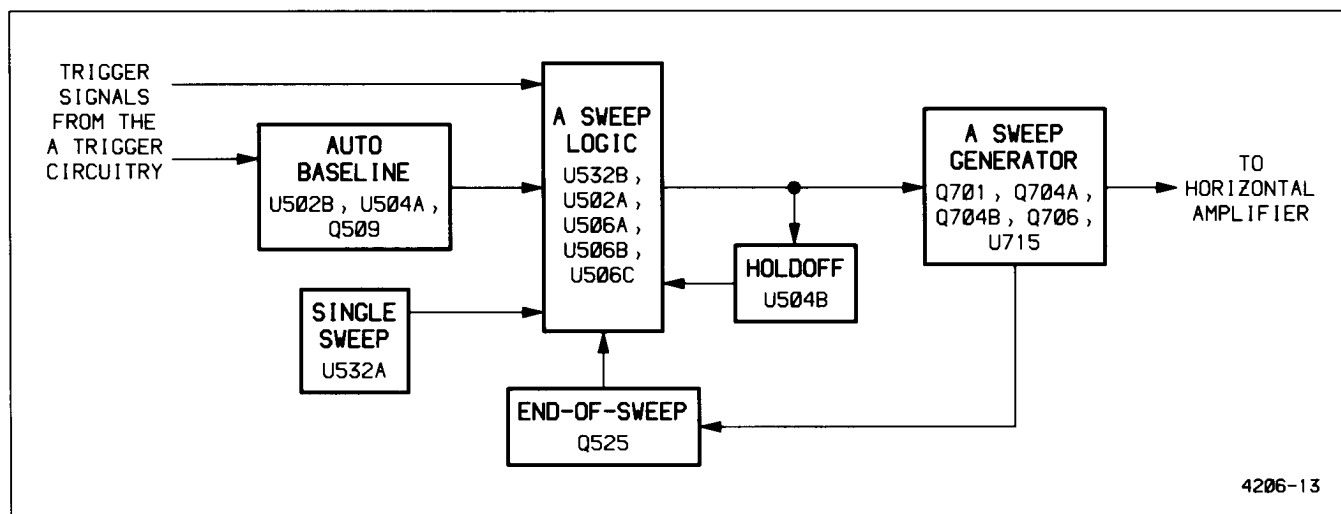 TRIGGER
SIGNALS
FROM THE
A TRIGGER
CIRCUITRY
AUTO
BASELINE
U502B, U504A,
Q509
SINGLE
SWEEP
U532A
A SWEEP
LOGIC
U532B,
U502A,
U506A,
U506B,
U506C
END-OF-SWEEP
Q525
HOLDOFF
U504B
A SWEEP
GENERATOR
Q701, Q704A,
Q704B, Q706,
U715
TO
HORIZONTAL
AMPLIFIER
4206-13